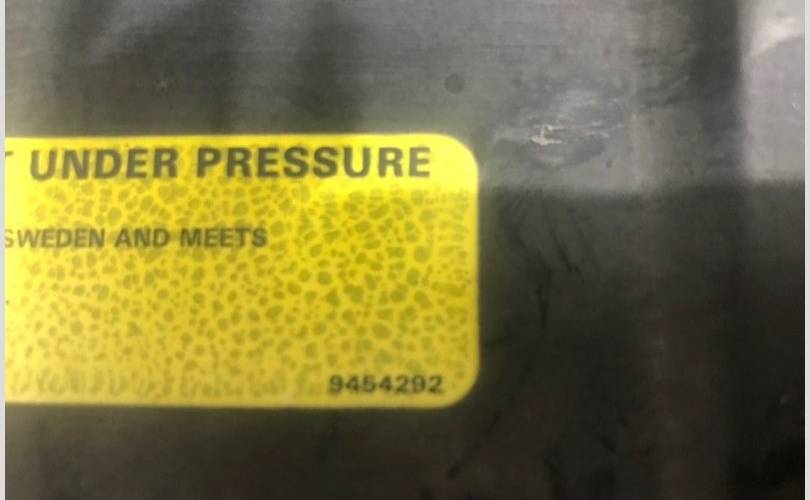 UNDER PRESSURE
SWEDEN AND MEETS
9454292